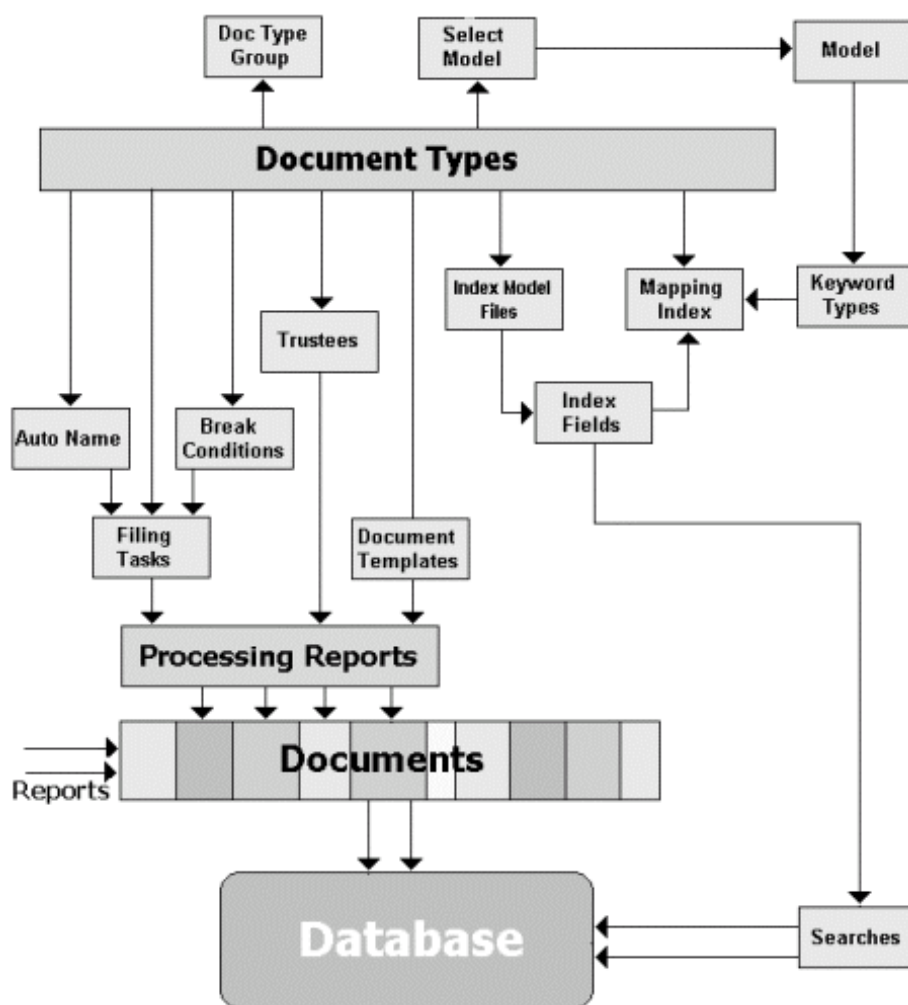 Doc Type
Group
Select
Model
Model
Document Types
Index Model
Files
Mapping
Index
Keyword
Types
Trustees
Auto Name
Break
Conditions
Index
Fields
Filing
Tasks
Document
Templates
Processing Reports
Documents
Reports
Database
Searches